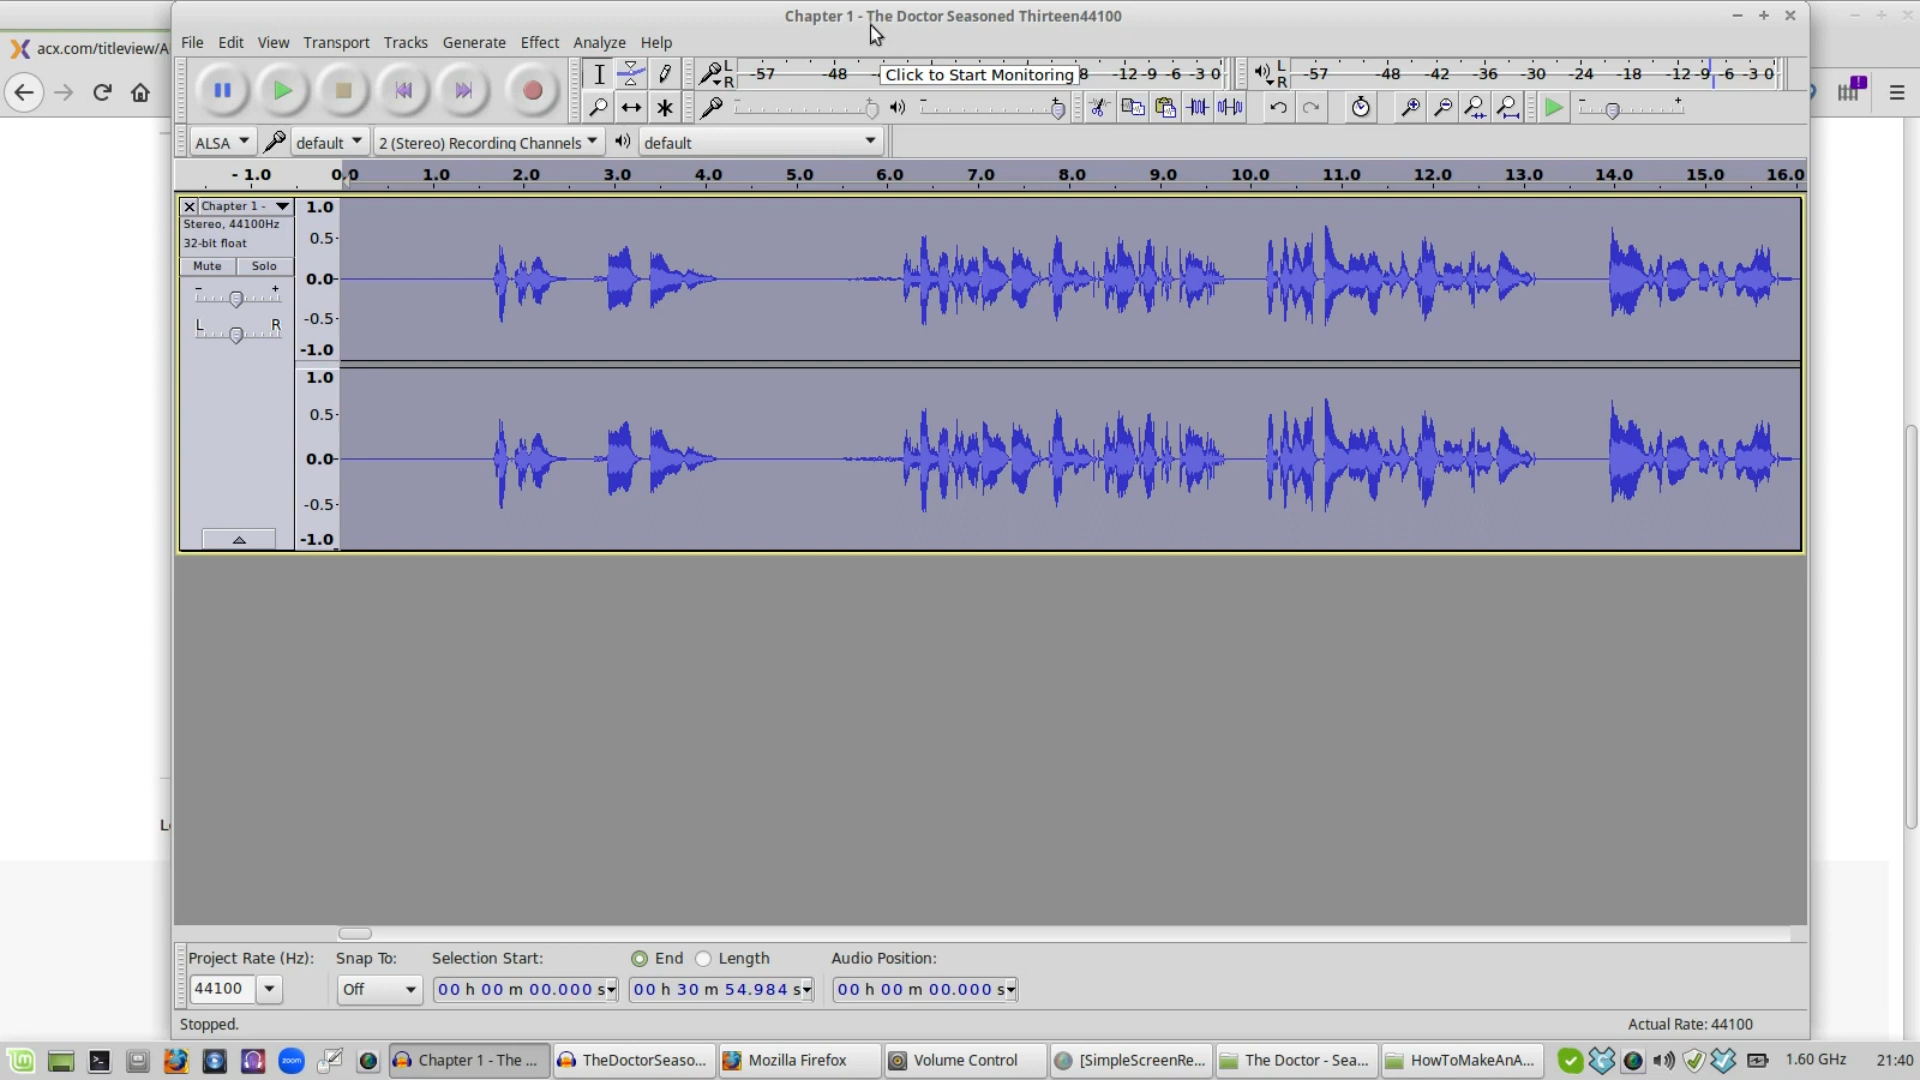 Chapter 1 - The Doctor Seasoned Thirteen44100
acx.com/titleview/A
File Edit View Transport Tracks Generate Effect Analyze Help
L R -57 -48 Click to Start Monitoring 8 -12 -9 -6 -3 0 L R -57 -48 -42 -36 -30 -24 -18 -12 -9 -6 -3 0
- + - + - +
ALSA default 2 (Stereo) Recording Channels default
- 1.0 0.0 1.0 2.0 3.0 4.0 5.0 6.0 7.0 8.0 9.0 10.0 11.0 12.0 13.0 14.0 15.0 16.0
Chapter 1 - 1.0
Stereo, 44100Hz
32-bit float 0.5
Mute Solo
0.0
- +
L R -0.5
-1.0
1.0
0.5
0.0
-0.5
-1.0
Project Rate (Hz): Snap To: Selection Start: End Length Audio Position:
44100 Off 00 h 00 m 00.000 s 00 h 30 m 54.984 s 00 h 00 m 00.000 s
Stopped. Actual Rate: 44100
zoom Chapter 1 - The ... TheDoctorSeaso... Mozilla Firefox Volume Control [SimpleScreenRe... The Doctor - Sea... HowToMakeAnA... 1.60 GHz 21:40